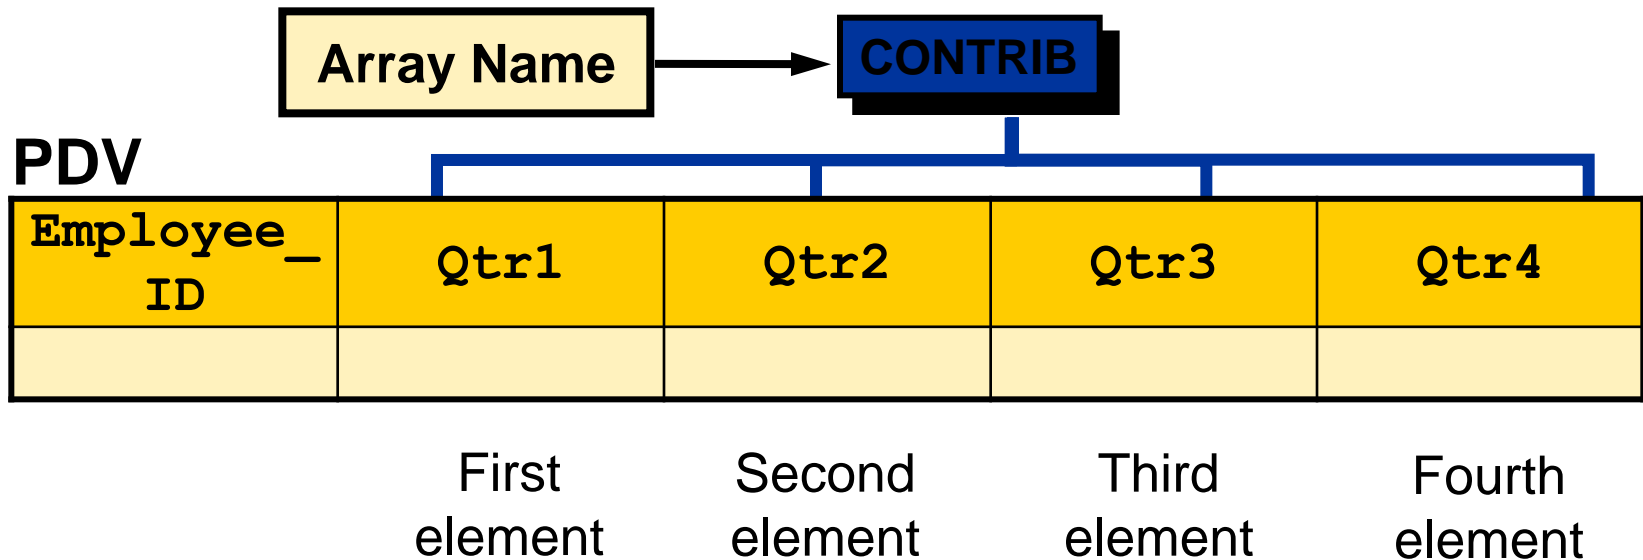 Array Name
CONTRIB
PDV
Employee_
ID
Qtr1
Qtr2
Qtr3
Qtr4
First
element
Second
element
Third
element
Fourth
element